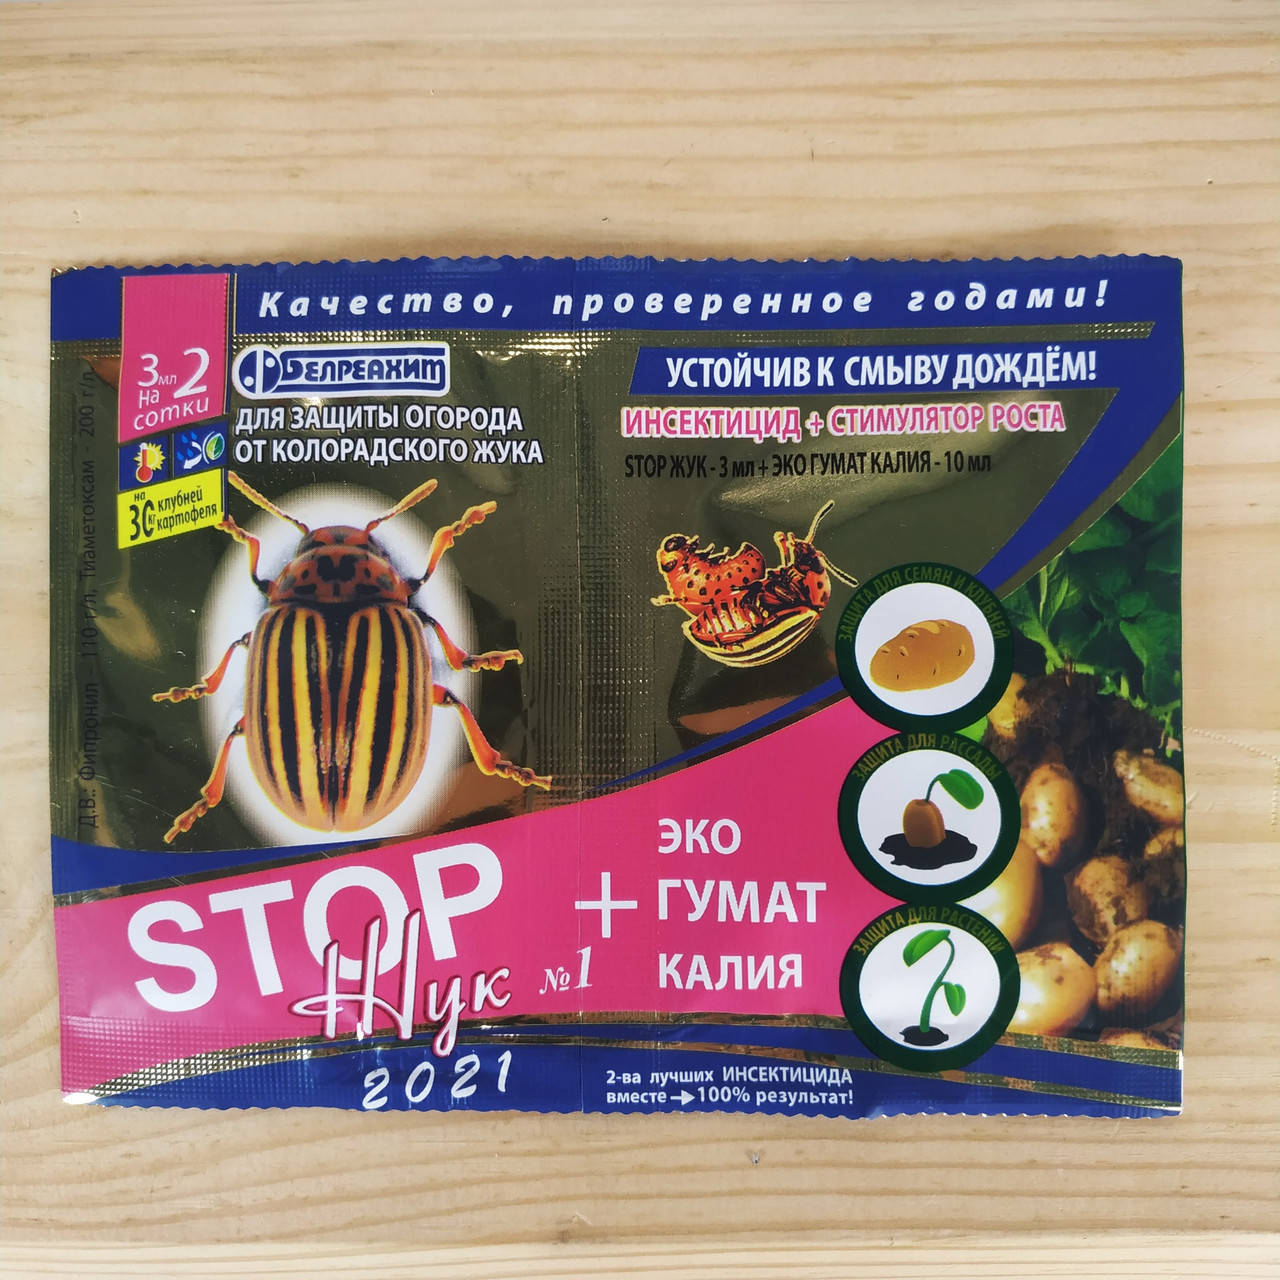 Качество, проверенное годами!
3 мл 2
На
сотки
БЕЛРЕАХИМ
ДЛЯ ЗАЩИТЫ ОГОРОДА
ОТ КОЛОРАДСКОГО ЖУКА
на
30 кг клубней
картофеля
Д.В.: Фипронил - 110 г/л, Тиаметоксам - 200 г/л.
УСТОЙЧИВ К СМЫВУ ДОЖДЁМ!
ИНСЕКТИЦИД + СТИМУЛЯТОР РОСТА
STOP ЖУК - 3 мл + ЭКО ГУМАТ КАЛИЯ - 10 мл
ЗАЩИТА ДЛЯ СЕМЯН И КЛУБНЕЙ
ЗАЩИТА ДЛЯ РАССАДЫ
ЗАЩИТА ДЛЯ РАСТЕНИЙ
STOP
Жук №1
2021
+
ЭКО
ГУМАТ
КАЛИЯ
2-ва лучших ИНСЕКТИЦИДА
вместе → 100% результат!